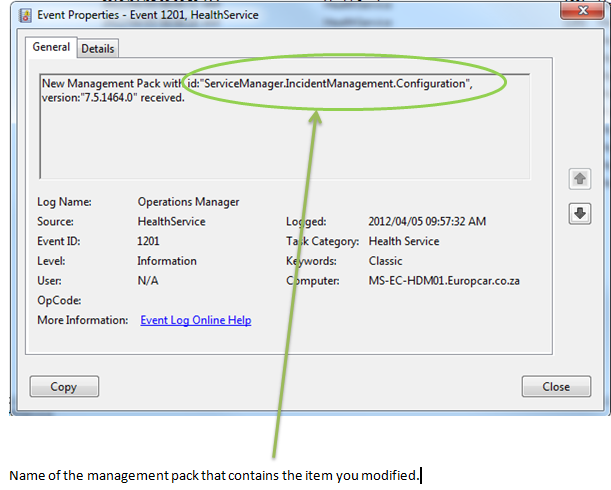 Event Properties - Event 1201, HealthService
General Details
New Management Pack with id:"ServiceManager.IncidentManagement.Configuration",
version:"7.5.1464.0" received.
Log Name: Operations Manager
Source: HealthService Logged: 2012/04/05 09:57:32 AM
Event ID: 1201 Task Category: Health Service
Level: Information Keywords: Classic
User: N/A Computer: MS-EC-HDM01.Europcar.co.za
OpCode:
More Information: Event Log Online Help
Copy Close
Name of the management pack that contains the item you modified.